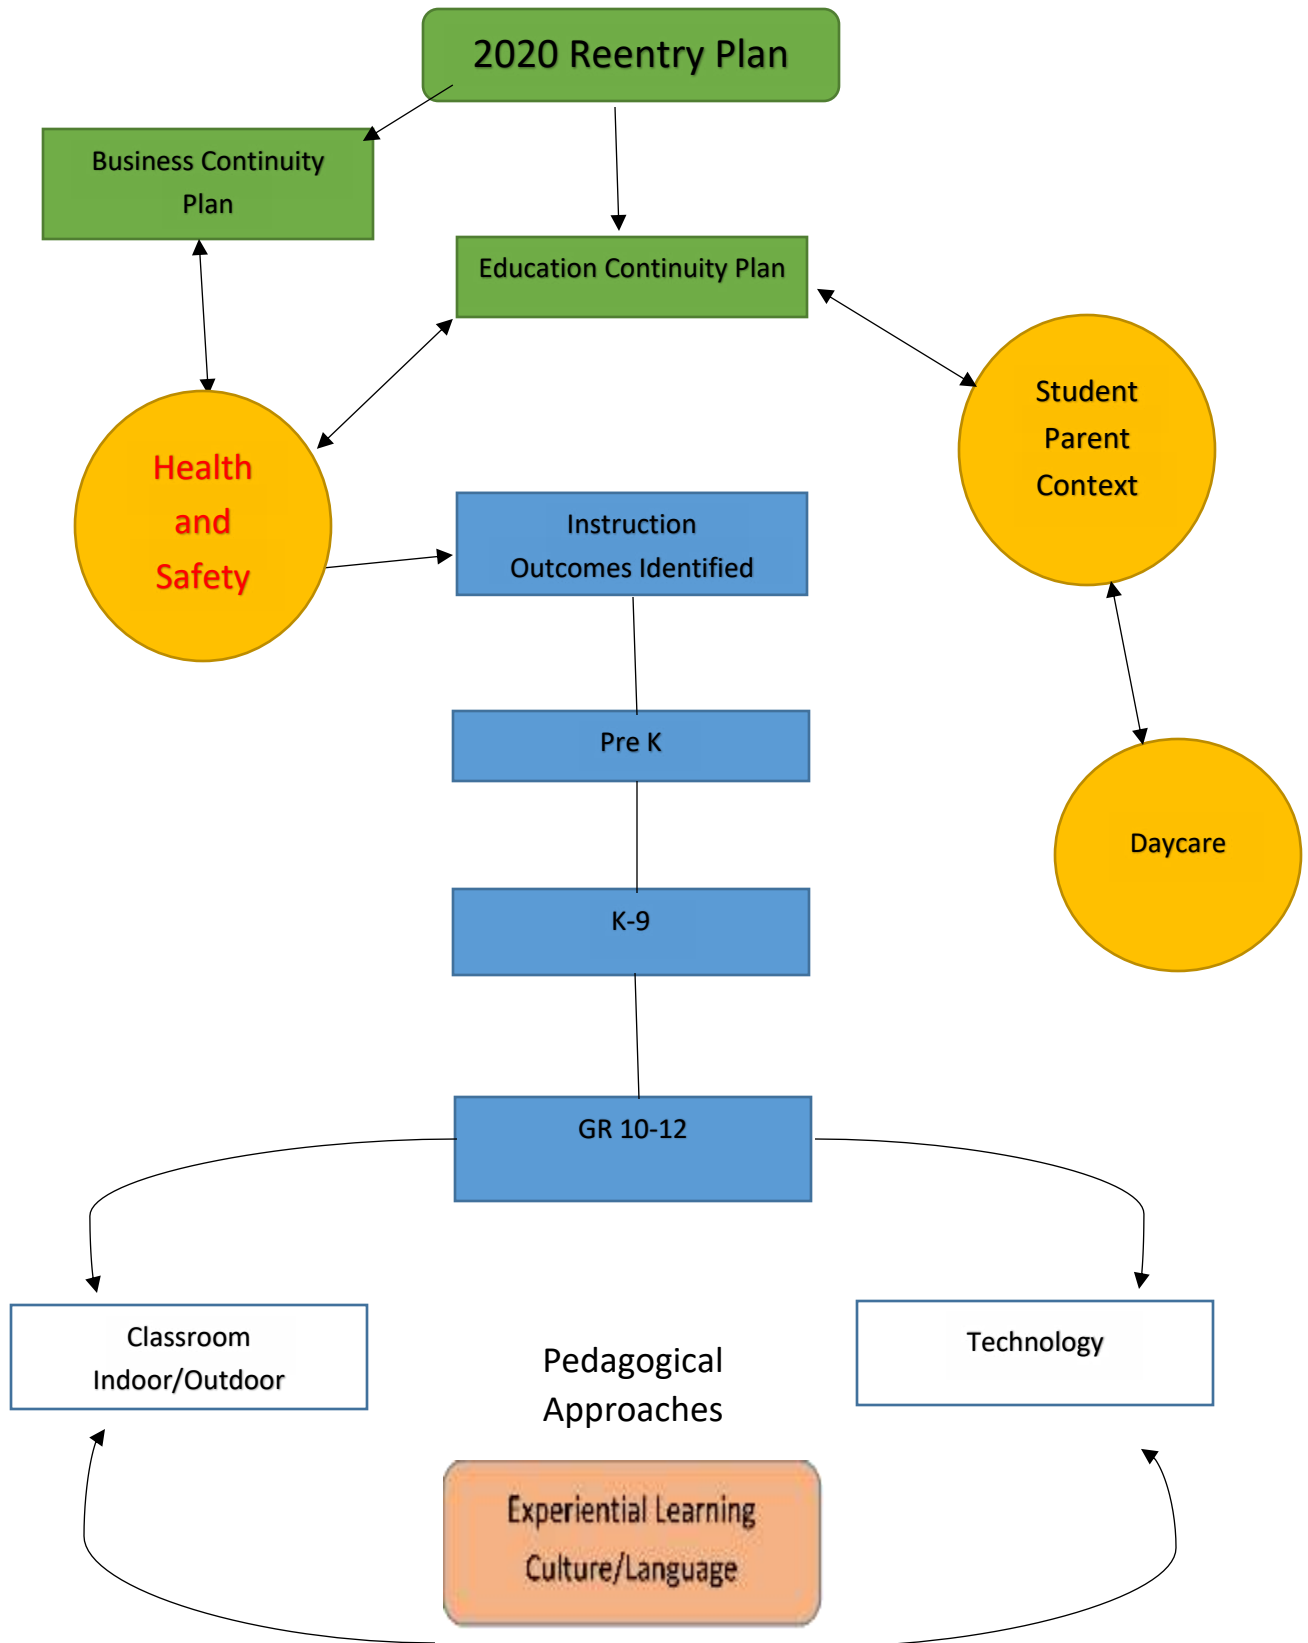 2020 Reentry Plan
Business Continuity
Plan
Education Continuity Plan
Student
Parent
Context
Health
and
Safety
Instruction
Outcomes Identified
Pre K
Daycare
K-9
GR 10-12
Classroom
Indoor/Outdoor
Technology
Pedagogical
Approaches
Experiential Learning
Culture/Language